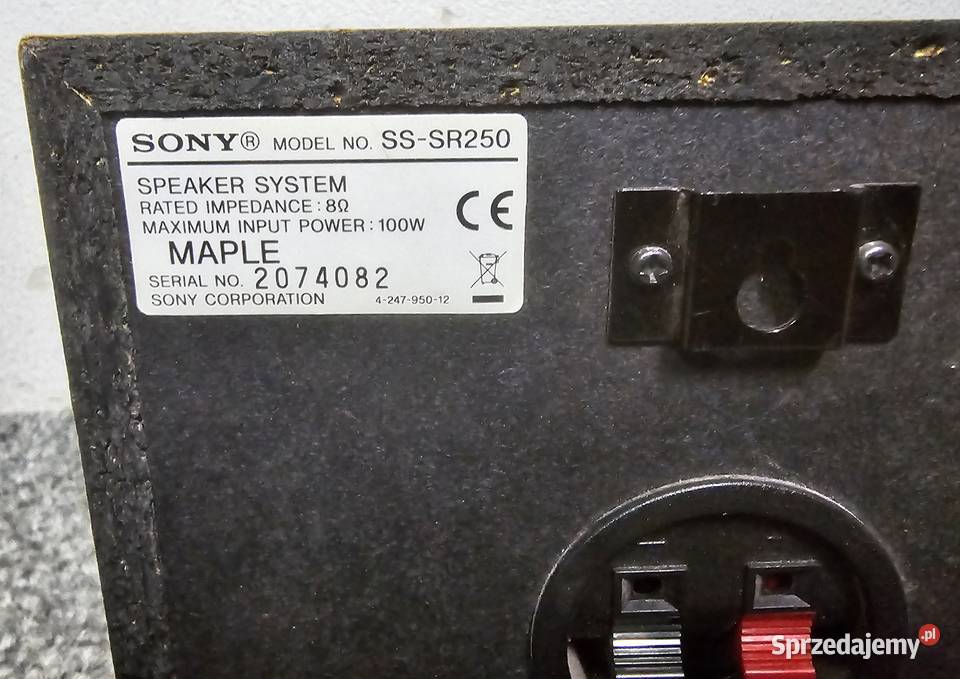 SONY® MODEL NO. SS-SR250
SPEAKER SYSTEM
RATED IMPEDANCE : 8Ω
MAXIMUM INPUT POWER : 100W
CE
MAPLE
SERIAL NO. 2074082
SONY CORPORATION 4-247-950-12
Sprzedajemy.pl